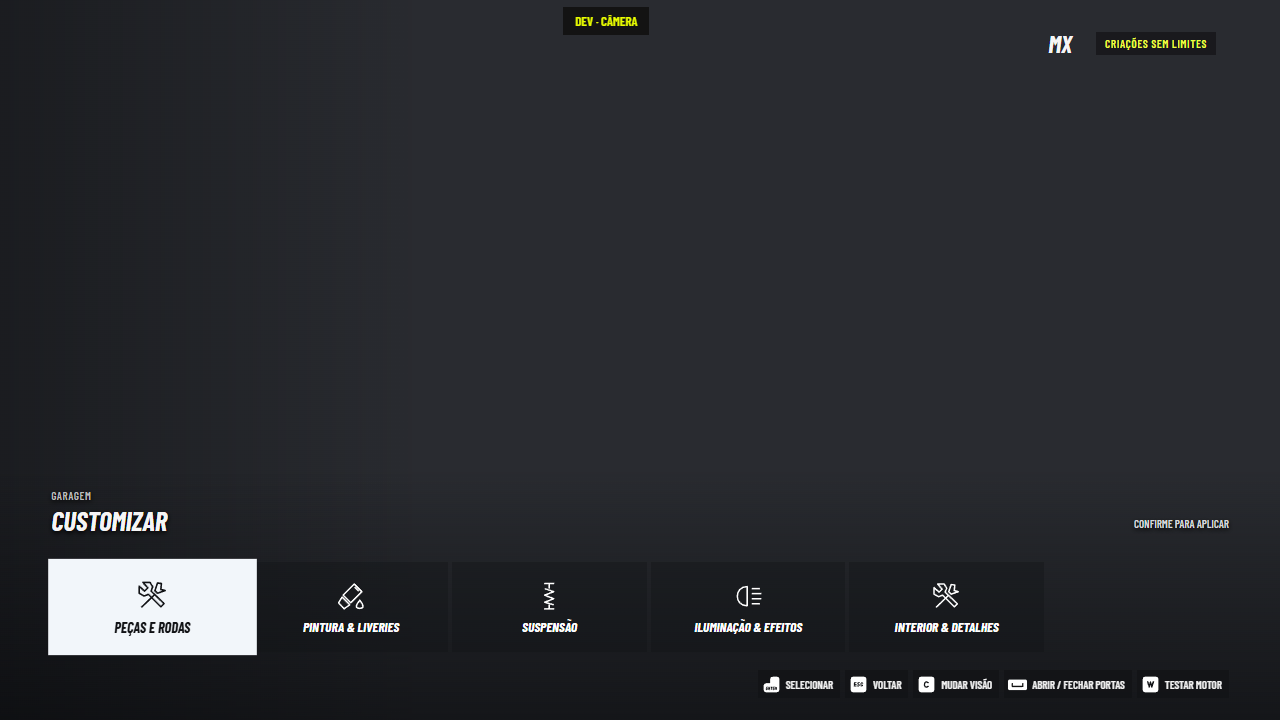 DEV - CÂMERA
MX
CRIAÇÕES SEM LIMITES
GARAGEM
CUSTOMIZAR
CONFIRME PARA APLICAR
PEÇAS E RODAS
PINTURA & LIVERIES
SUSPENSÃO
ILUMINAÇÃO & EFEITOS
INTERIOR & DETALHES
ENTER SELECIONAR
ESC VOLTAR
C MUDAR VISÃO
ABRIR / FECHAR PORTAS
W TESTAR MOTOR